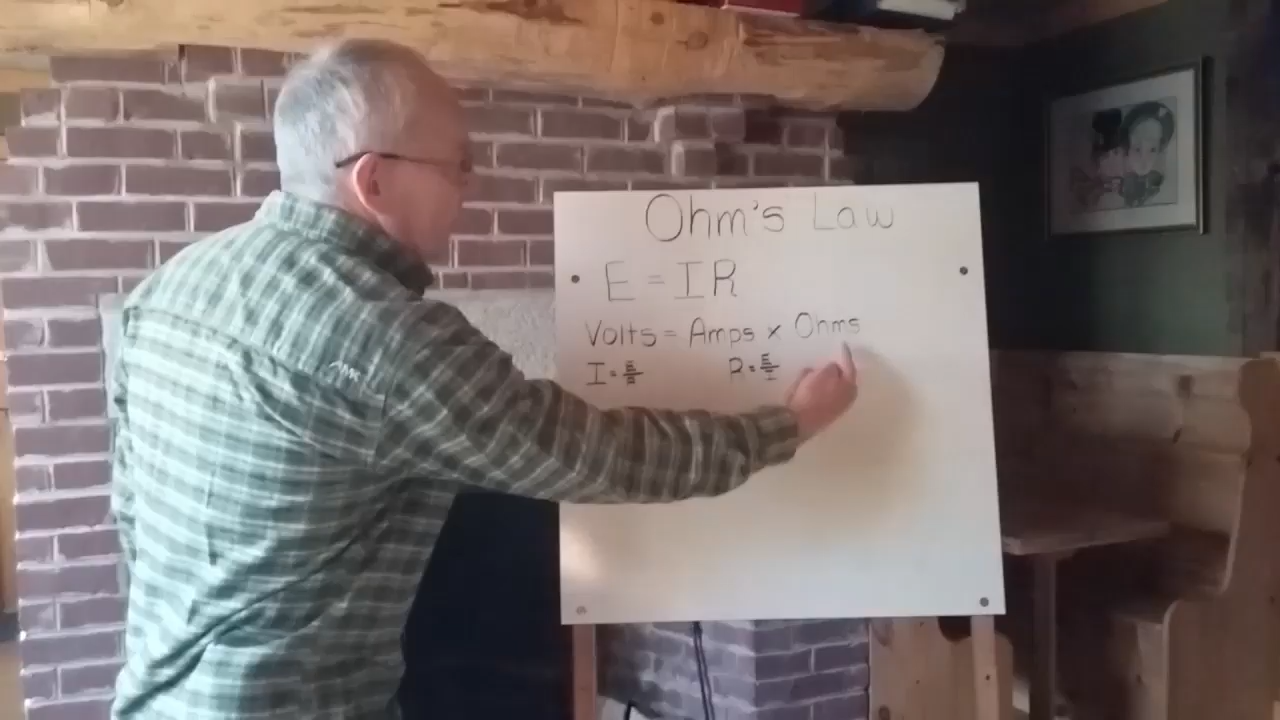 Ohm's Law
E = IR
Volts = Amps x Ohms
I = E/R R = E/I